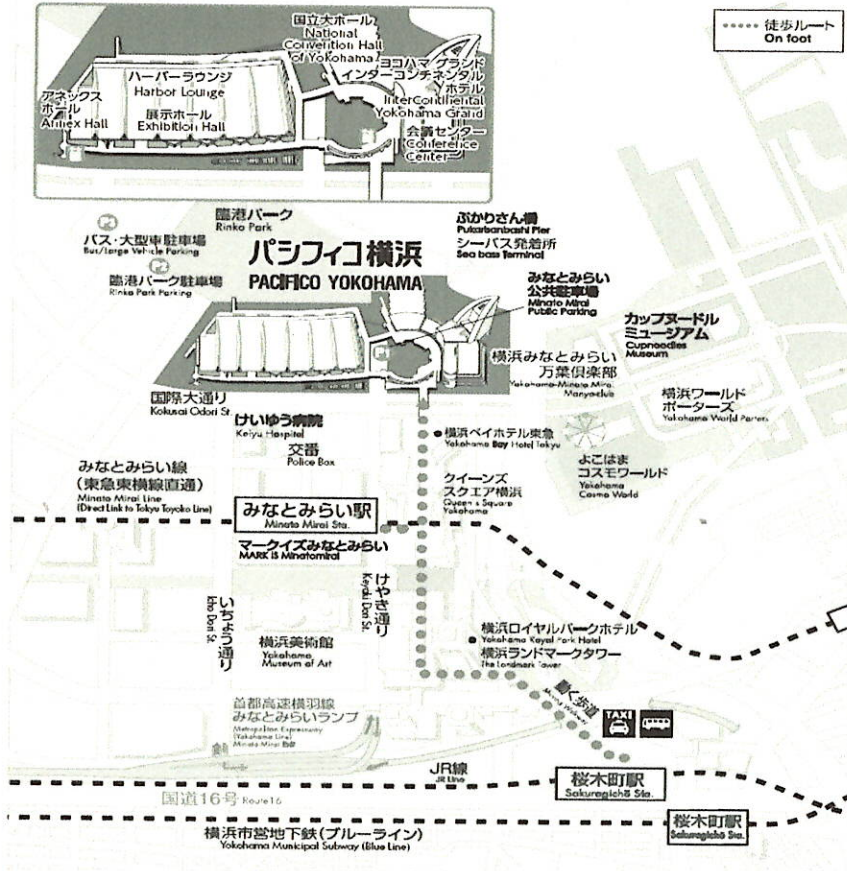 徒歩ルート
On foot
国立大ホール
National
Convention Hall
of Yokohama
ヨコハマ グランド
インターコンチネンタル
ホテル
InterContinental
Yokohama Grand
ハーバーラウンジ
Harbor Lounge
アネックス
ホール
Annex Hall
展示ホール
Exhibition Hall
会議センター
Conference
Center
臨港パーク
Rinko Park
ぷかりさん橋
Pukarisanbashi Pier
シーバス発着所
Sea bass Terminal
バス・大型車駐車場
Bus/Large Vehicle Parking
臨港パーク駐車場
Rinko Park Parking
パシフィコ横浜
PACIFICO YOKOHAMA
みなとみらい
公共駐車場
Minato Mirai
Public Parking
カップヌードル
ミュージアム
Cupnoodles
Museum
横浜みなとみらい
万葉倶楽部
Yokohama-Minato Mirai
Manyoclub
横浜ワールド
ポーターズ
Yokohama World Porters
国際大通り
Kokusai Odori St.
けいゆう病院
Keiyu Hospital
交番
Police Box
横浜ベイホテル東急
Yokohama Bay Hotel Tokyu
よこはま
コスモワールド
Yokohama
Cosmo World
みなとみらい線
(東急東横線直通)
Minato Mirai Line
(Direct Link to Tokyu Toyoko Line)
クイーンズ
スクエア横浜
Queen's Square
Yokohama
みなとみらい駅
Minato Mirai Sta.
マークイズみなとみらい
MARK IS Minatomirai
いちょう通り
Icho Dori St.
けやき通り
Keyaki Dori St.
横浜美術館
Yokohama
Museum of Art
横浜ロイヤルパークホテル
Yokohama Royal Park Hotel
横浜ランドマークタワー
The Landmark Tower
動く歩道
Moving Walkway
TAXI
首都高速横羽線
みなとみらいランプ
Metropolitan Expressway
(Yokohane Line)
Minato Mirai Ramp
JR線
JR Line
桜木町駅
Sakuragichō Sta.
国道16号 Route16
桜木町駅
Sakuragichō Sta.
横浜市営地下鉄(ブルーライン)
Yokohama Municipal Subway (Blue Line)